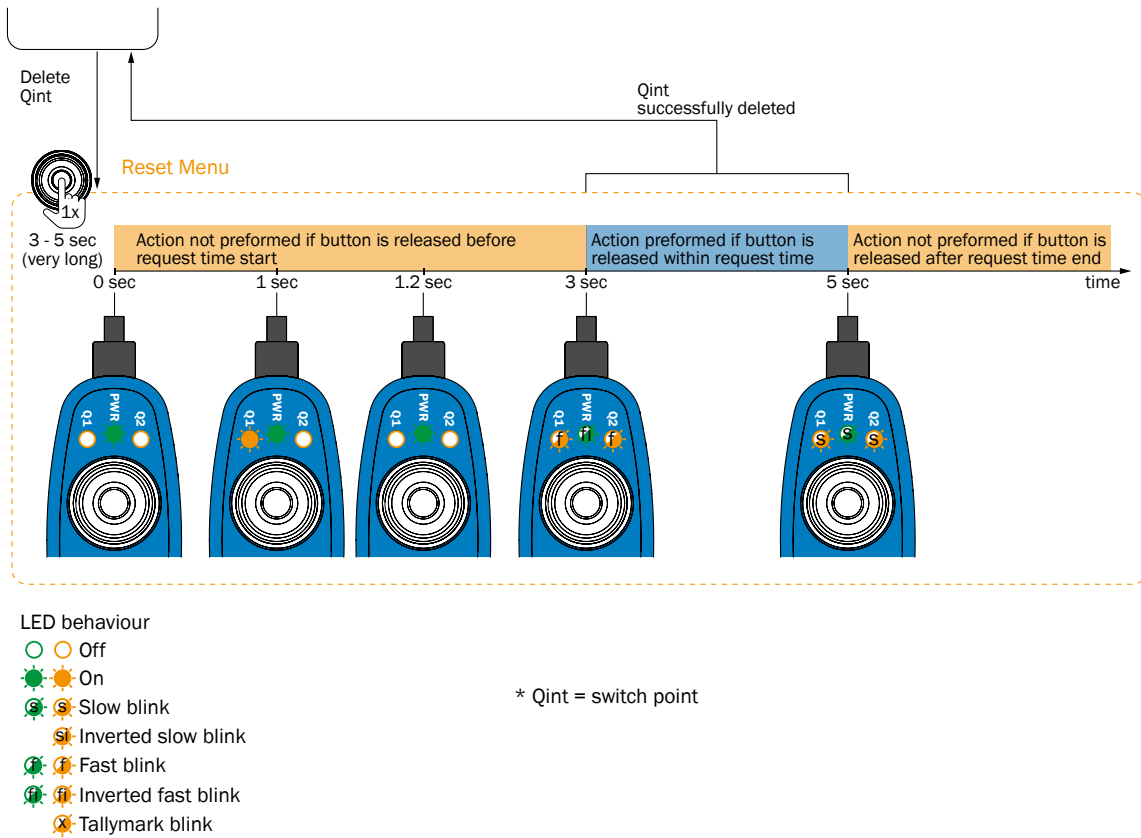 Delete
Qint
Qint
successfully deleted
Reset Menu
1x
3 - 5 sec
(very long)
Action not preformed if button is released before
request time start
Action preformed if button is
released within request time
Action not preformed if button is
released after request time end
0 sec
1 sec
1.2 sec
3 sec
5 sec
time
Q1
PWR
Q2
Q1
PWR
Q2
Q1
PWR
Q2
Q1
PWR
Q2
f
fi
f
Q1
PWR
Q2
s
s
s
LED behaviour
Off
On
s s Slow blink
si Inverted slow blink
f f Fast blink
fi fi Inverted fast blink
x Tallymark blink
* Qint = switch point